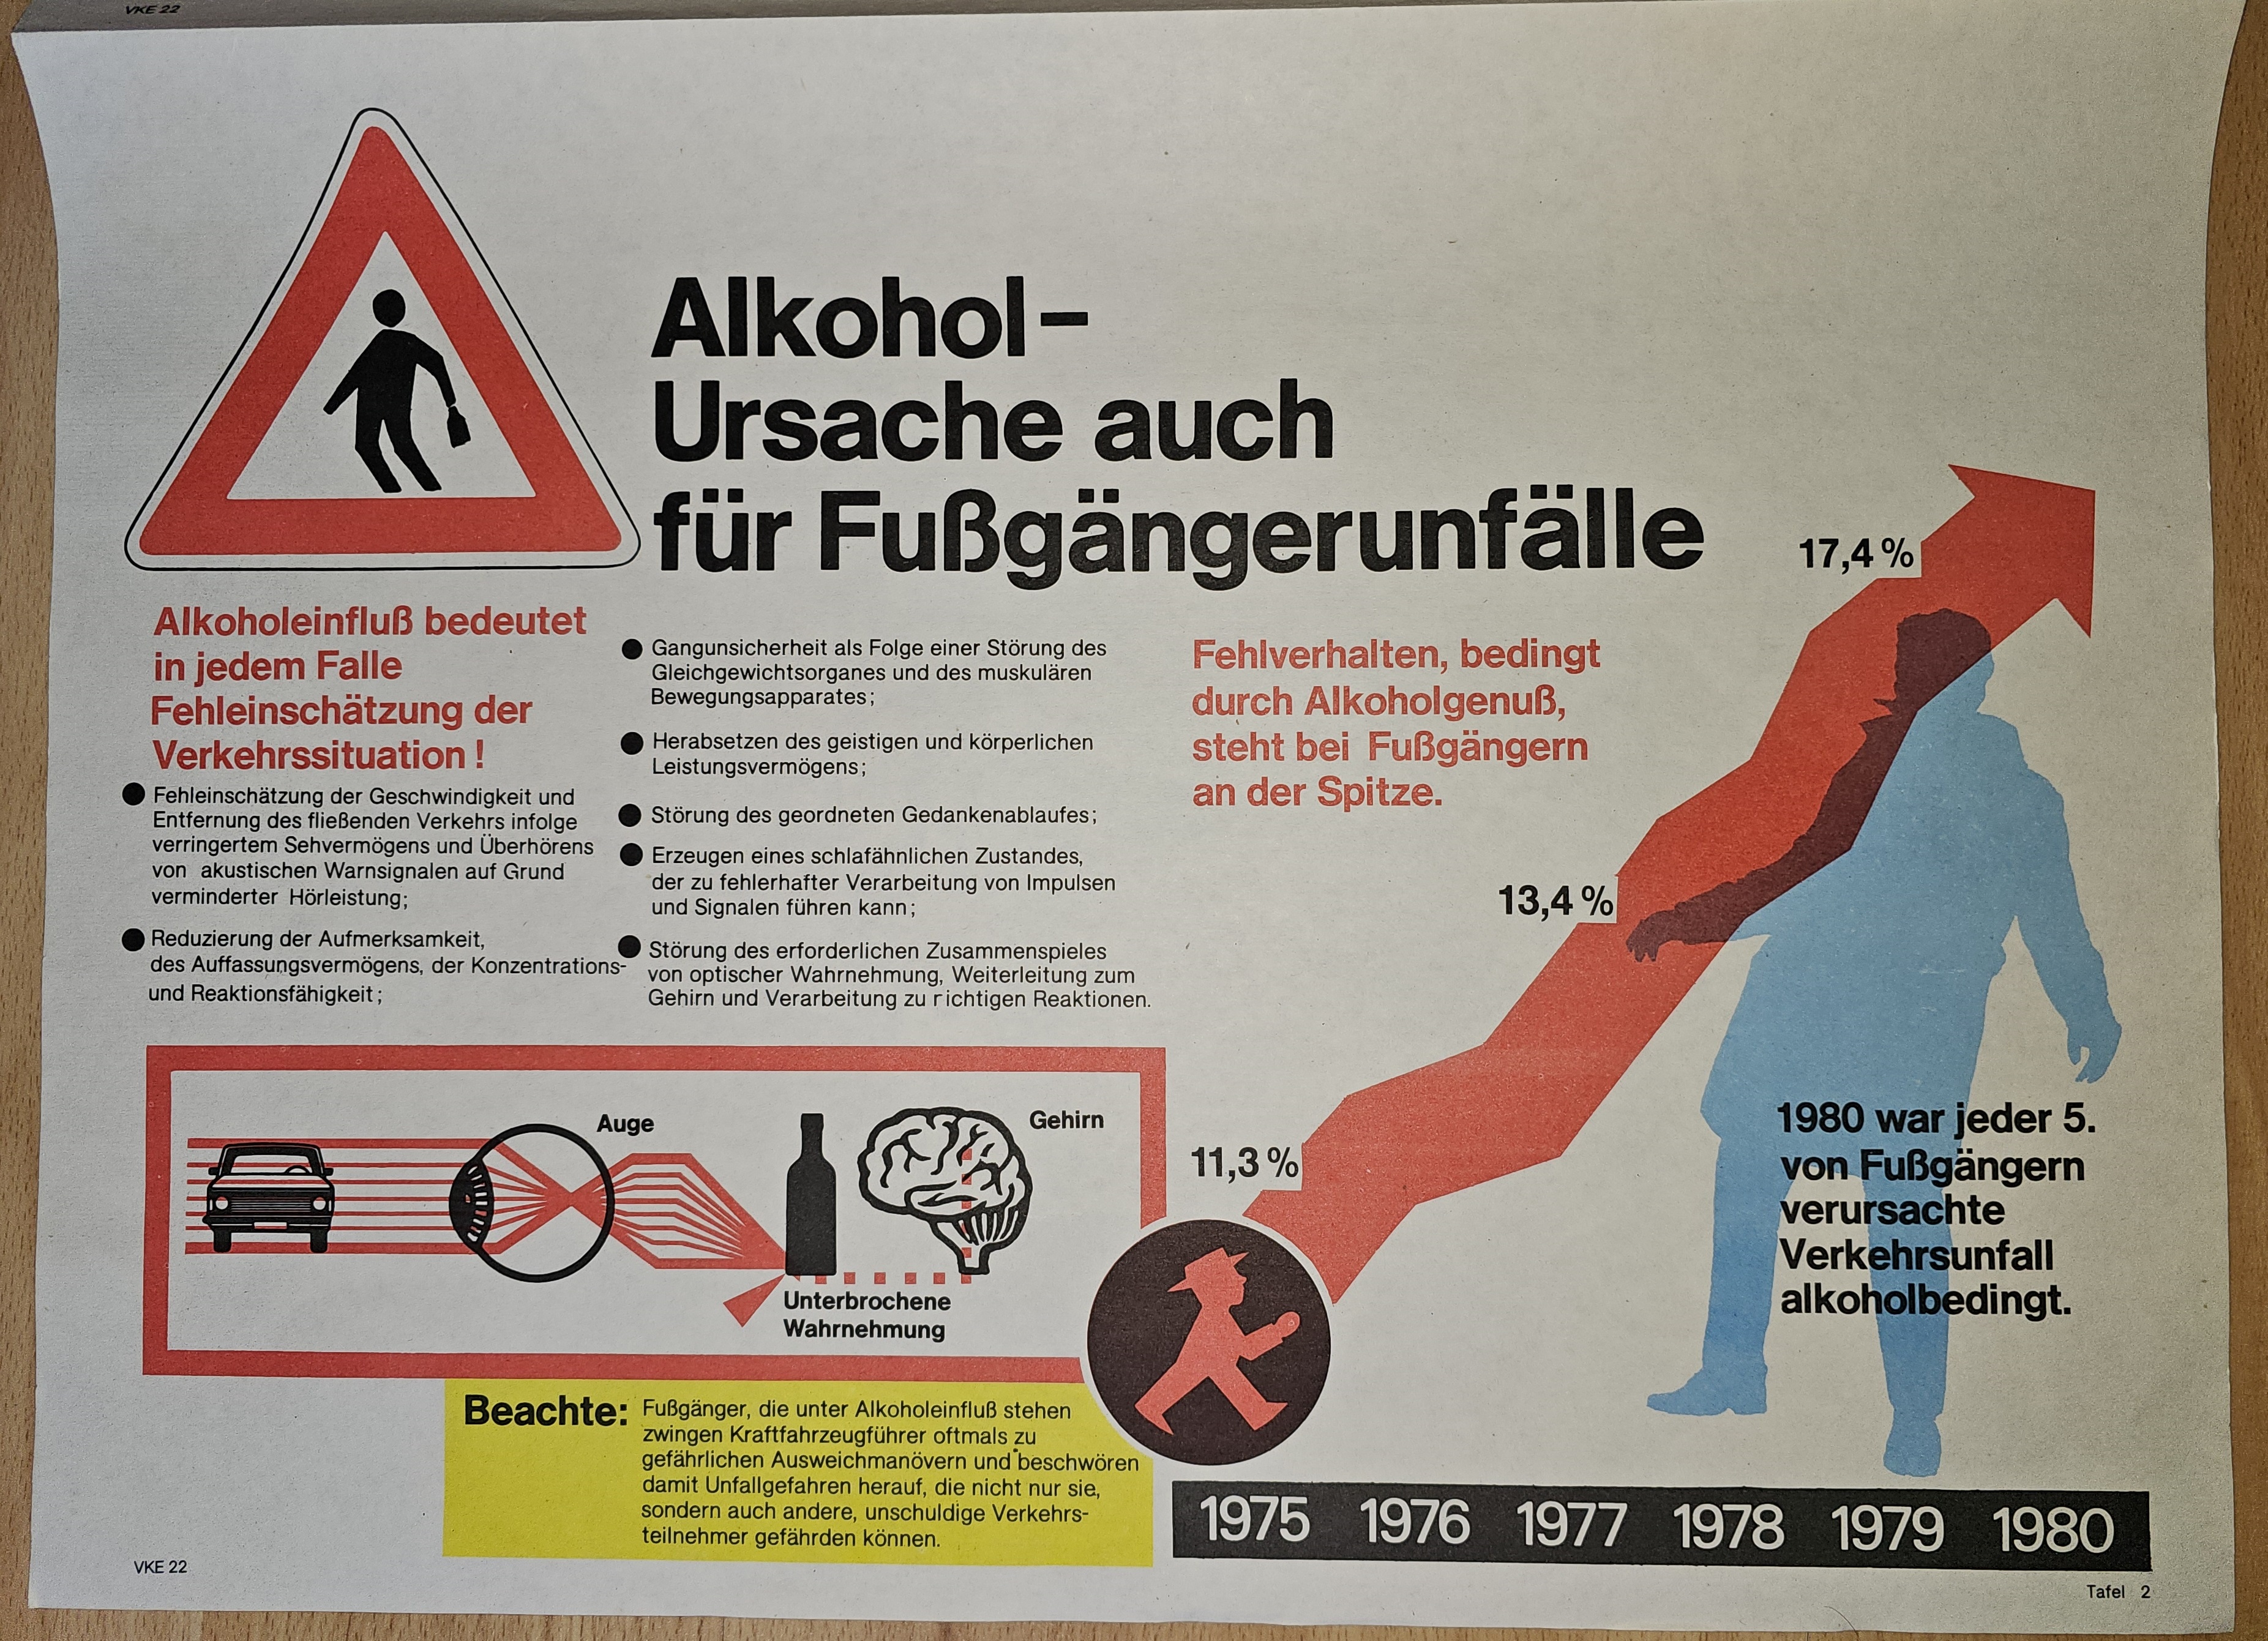 VKE 22
Alkohol–
Ursache auch
für Fußgängerunfälle
Alkoholeinfluß bedeutet
in jedem Falle
Fehleinschätzung der
Verkehrssituation !
Fehleinschätzung der Geschwindigkeit und
Entfernung des fließenden Verkehrs infolge
verringertem Sehvermögens und Überhörens
von akustischen Warnsignalen auf Grund
verminderter Hörleistung;
Reduzierung der Aufmerksamkeit,
des Auffassungsvermögens, der Konzentrations-
und Reaktionsfähigkeit;
Gangunsicherheit als Folge einer Störung des
Gleichgewichtsorganes und des muskulären
Bewegungsapparates;
Herabsetzen des geistigen und körperlichen
Leistungsvermögens;
Störung des geordneten Gedankenablaufes;
Erzeugen eines schlafähnlichen Zustandes,
der zu fehlerhafter Verarbeitung von Impulsen
und Signalen führen kann;
Störung des erforderlichen Zusammenspieles
von optischer Wahrnehmung, Weiterleitung zum
Gehirn und Verarbeitung zu richtigen Reaktionen.
Fehlverhalten, bedingt
durch Alkoholgenuß,
steht bei Fußgängern
an der Spitze.
17,4 %
13,4 %
11,3 %
Auge
Gehirn
Unterbrochene
Wahrnehmung
1980 war jeder 5.
von Fußgängern
verursachte
Verkehrsunfall
alkoholbedingt.
Beachte:
Fußgänger, die unter Alkoholeinfluß stehen
zwingen Kraftfahrzeugführer oftmals zu
gefährlichen Ausweichmanövern und beschwören
damit Unfallgefahren herauf, die nicht nur sie,
sondern auch andere, unschuldige Verkehrs-
teilnehmer gefährden können.
1975 1976 1977 1978 1979 1980
VKE 22
Tafel 2